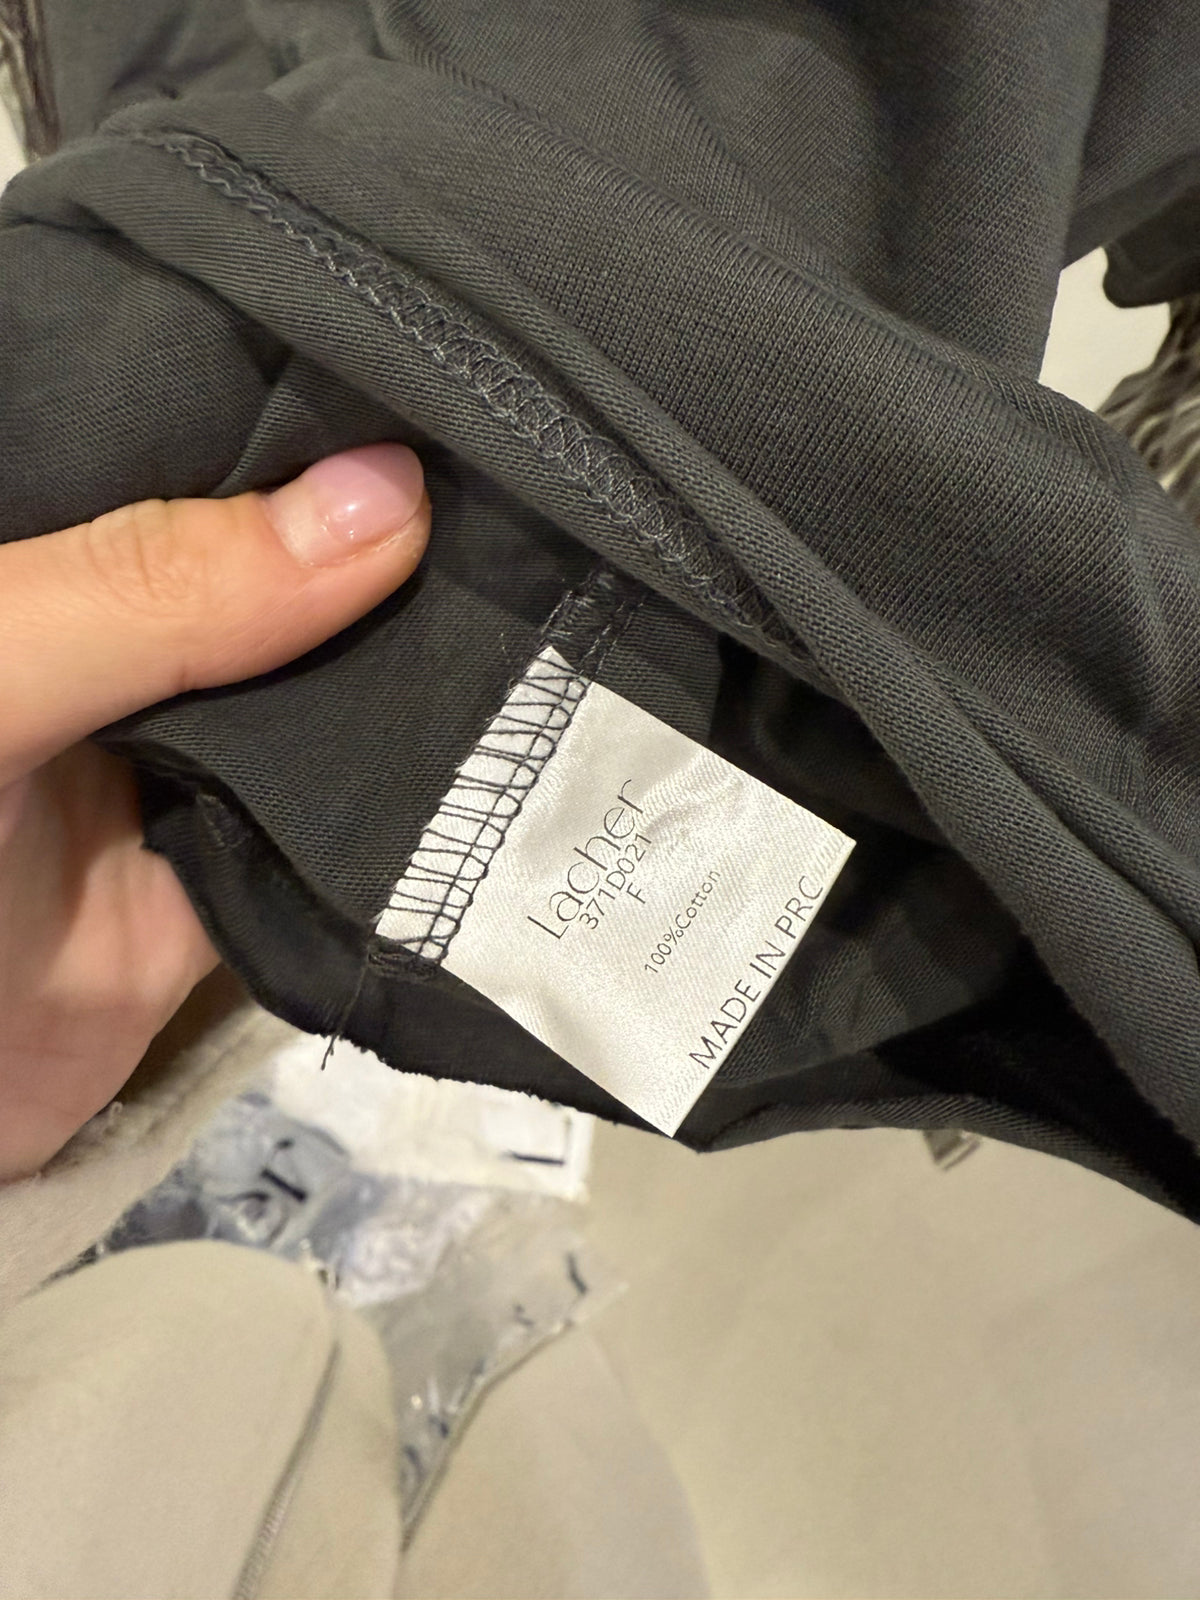 Lacher
371D021
F
100%Cotton
MADE IN PRC